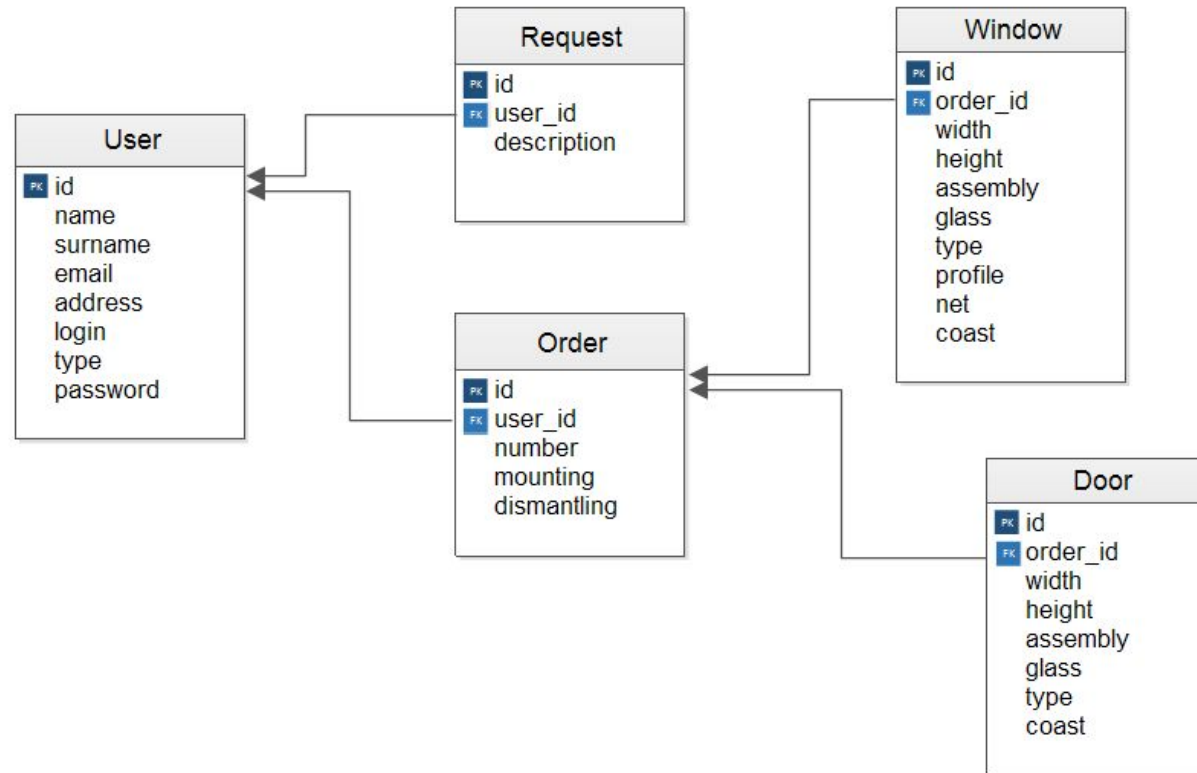 User
PK id
name
surname
email
address
login
type
password
Request
PK id
FK user_id
description
Order
PK id
FK user_id
number
mounting
dismantling
Window
PK id
FK order_id
width
height
assembly
glass
type
profile
net
coast
Door
PK id
FK order_id
width
height
assembly
glass
type
coast